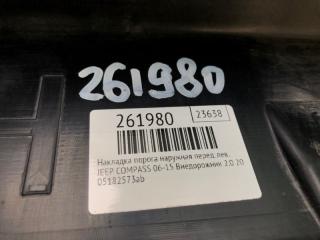 261980
261980 23638
Накладка порога наружная перед.лев.
JEEP COMPASS 06-15 Внедорожник 2.0 20
05182573ab